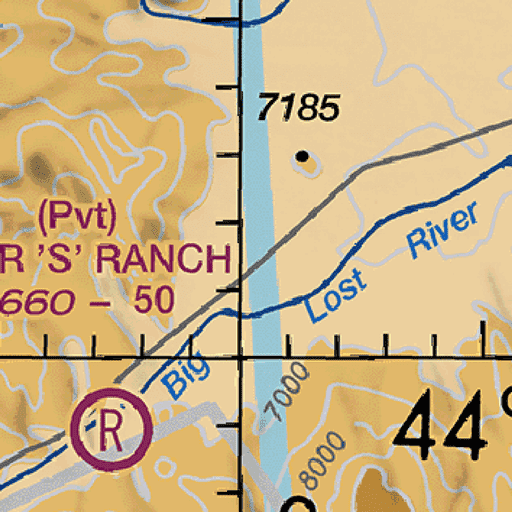 7185
(Pvt)
R 'S' RANCH
660 – 50
River
Lost
Big
7000
R
44°
8000